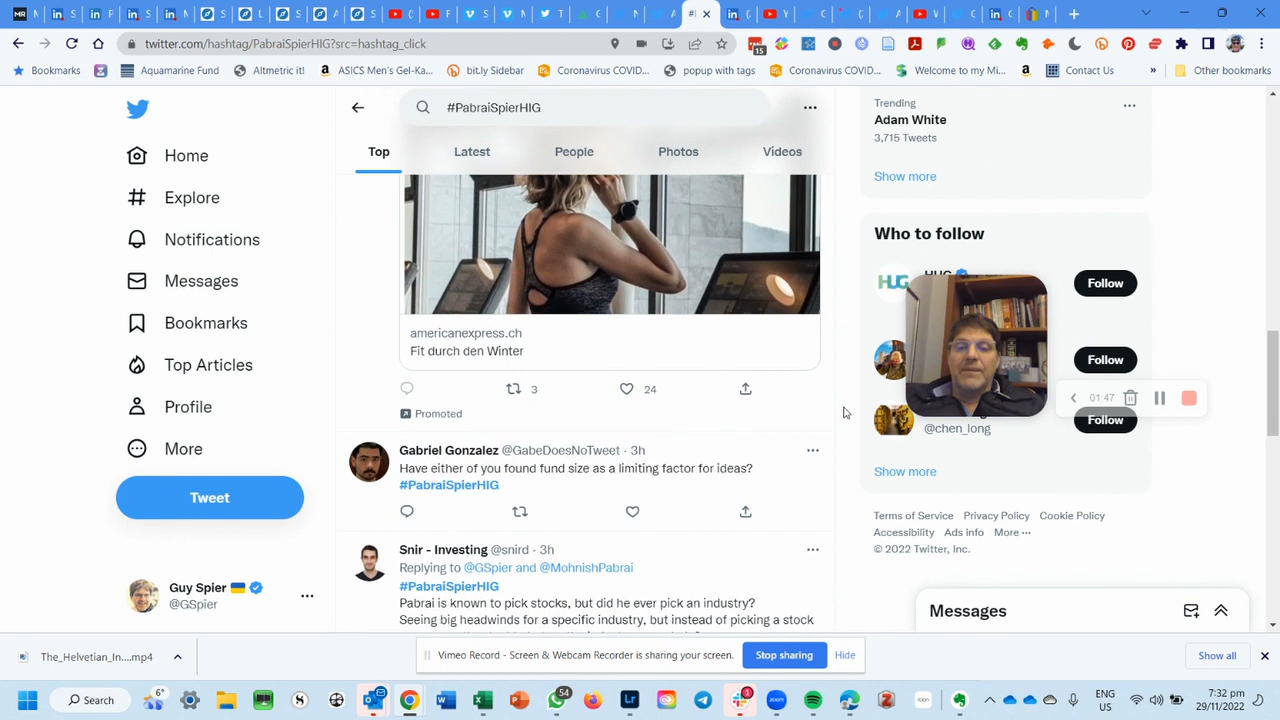 twitter.com/hashtag/PabraiSpierHIG?src=hashtag_click
15
Bookmarks
Aquamarine Fund
Altmetric it!
ASICS Men's Gel-Ka...
bit.ly Sidebar
Coronavirus COVID...
popup with tags
Coronavirus COVID...
Welcome to my Mi...
Contact Us
»
Other bookmarks
#PabraiSpierHIG
Top
Latest
People
Photos
Videos
Home
Explore
Notifications
Messages
Bookmarks
Top Articles
Profile
More
Tweet
Guy Spier
@GSpier
americanexpress.ch
Fit durch den Winter
3
24
Promoted
Gabriel Gonzalez @GabeDoesNoTweet · 3h
Have either of you found fund size as a limiting factor for ideas?
#PabraiSpierHIG
Snir - Investing @snird · 3h
Replying to @GSpier and @MohnishPabrai
#PabraiSpierHIG
Pabrai is known to pick stocks, but did he ever pick an industry?
Seeing big headwinds for a specific industry, but instead of picking a stock
Trending
Adam White
3,715 Tweets
Show more
Who to follow
HUG
Follow
Follow
01:47
Follow
@chen_long
Show more
Terms of Service Privacy Policy Cookie Policy
Accessibility Ads info More ···
© 2022 Twitter, Inc.
Messages
The_Helvetian_In....mp4
Vimeo Record - Screen & Webcam Recorder is sharing your screen.
Stop sharing
Hide
Show all
Search
6°
54
1
zoom
ENG
US
7:32 pm
29/11/2022